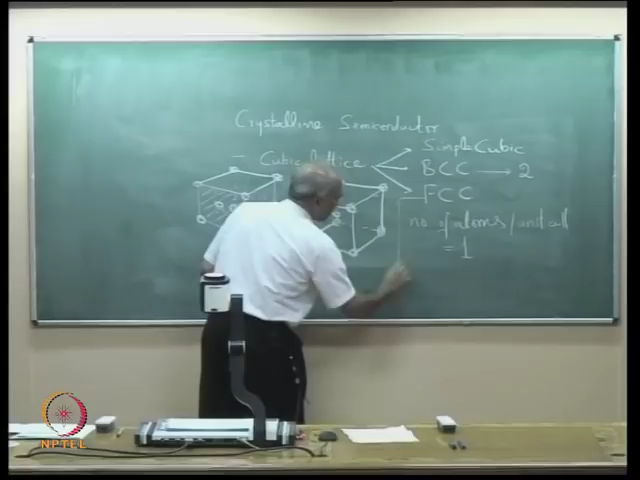 Crystalline Semiconductor
– Cubic lattice
Simple Cubic
BCC → 2
FCC
no of atoms/unit cell
= 1
NPTEL